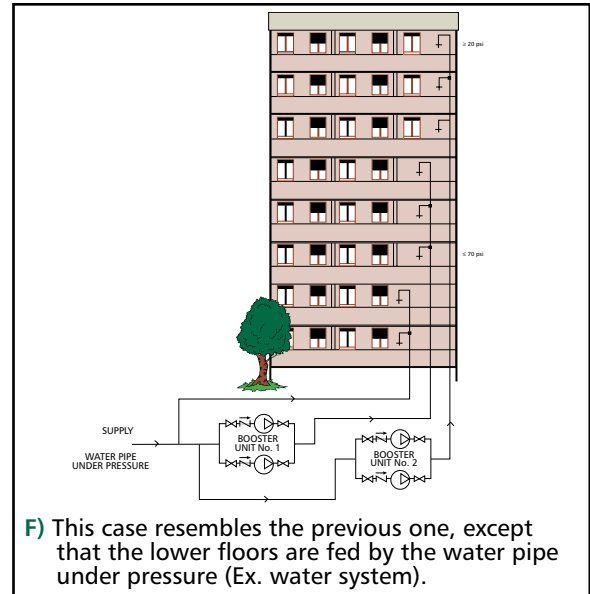 ≥ 20 psi
≤ 70 psi
SUPPLY
WATER PIPE
UNDER PRESSURE
BOOSTER
UNIT No. 1
BOOSTER
UNIT No. 2
F) This case resembles the previous one, except
that the lower floors are fed by the water pipe
under pressure (Ex. water system).